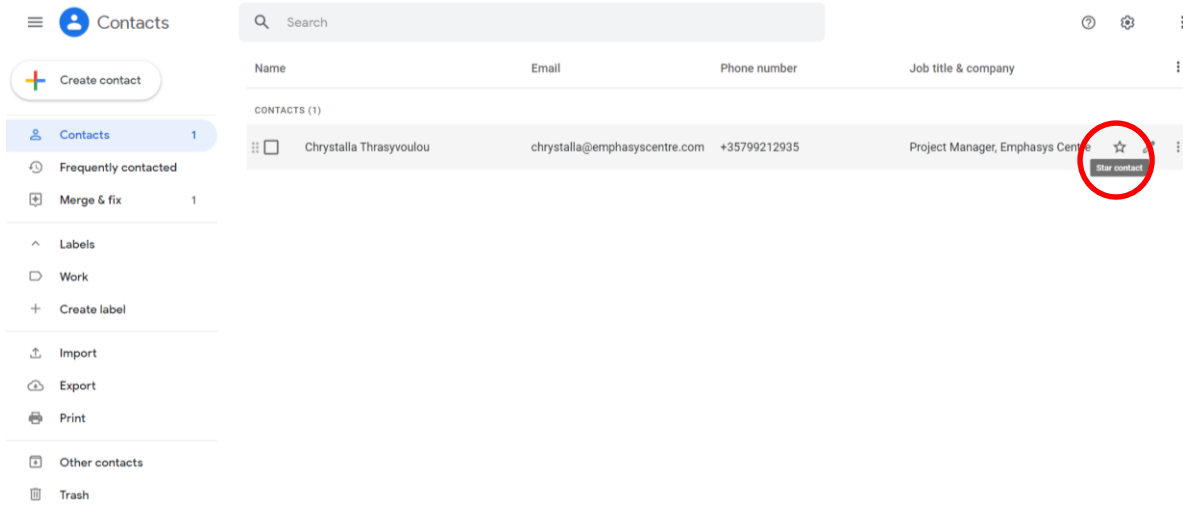 Contacts
Search
Create contact
Name Email Phone number Job title & company
CONTACTS (1)
Contacts 1
Chrystalla Thrasyvoulou chrystalla@emphasyscentre.com +35799212935 Project Manager, Emphasys Centre
Star contact
Frequently contacted
Merge & fix 1
Labels
Work
Create label
Import
Export
Print
Other contacts
Trash